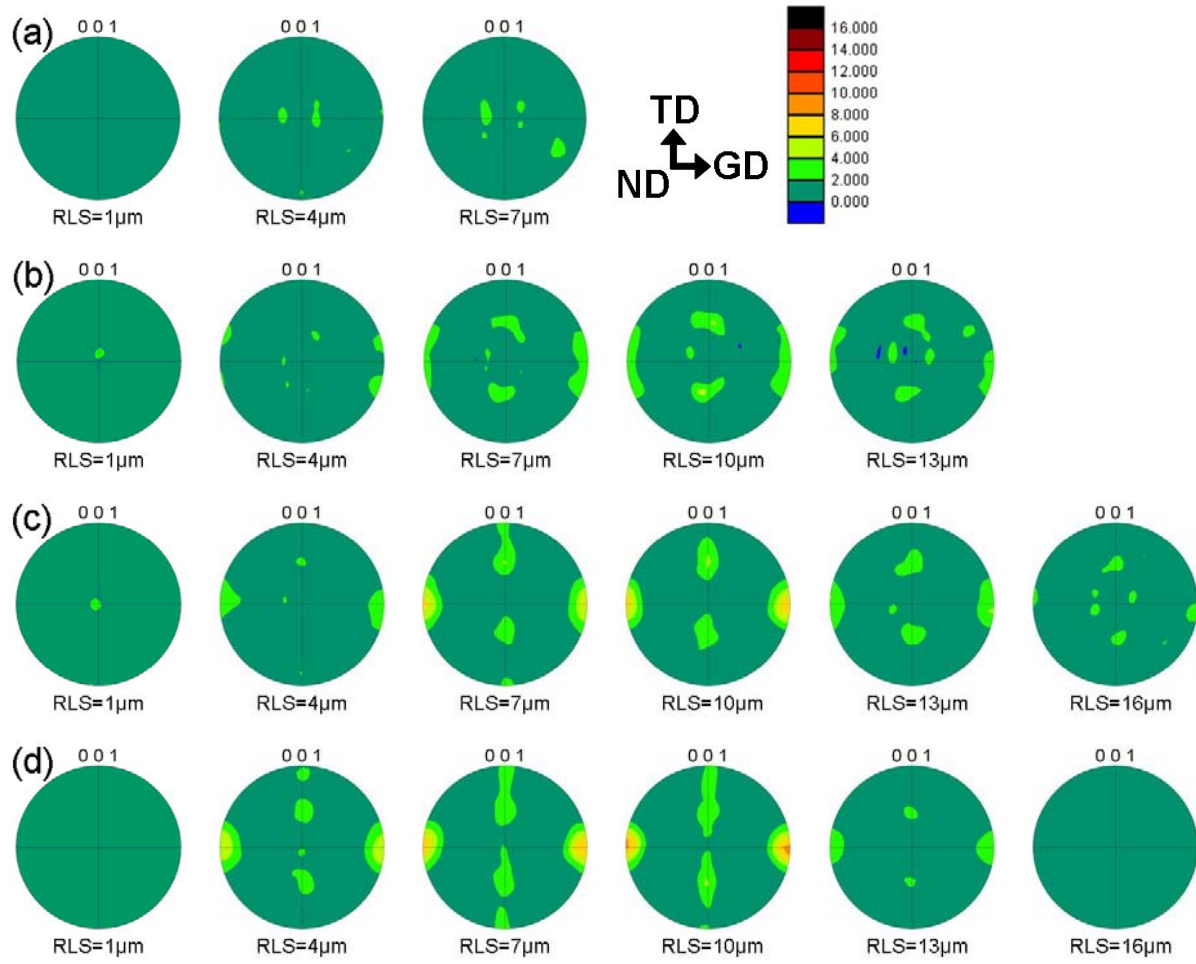 (a)
0 0 1
0 0 1
0 0 1
RLS=1µm
RLS=4µm
RLS=7µm
TD
ND
GD
16.000
14.000
12.000
10.000
8.000
6.000
4.000
2.000
0.000
(b)
0 0 1
0 0 1
0 0 1
0 0 1
0 0 1
RLS=1µm
RLS=4µm
RLS=7µm
RLS=10µm
RLS=13µm
(c)
0 0 1
0 0 1
0 0 1
0 0 1
0 0 1
0 0 1
RLS=1µm
RLS=4µm
RLS=7µm
RLS=10µm
RLS=13µm
RLS=16µm
(d)
0 0 1
0 0 1
0 0 1
0 0 1
0 0 1
0 0 1
RLS=1µm
RLS=4µm
RLS=7µm
RLS=10µm
RLS=13µm
RLS=16µm